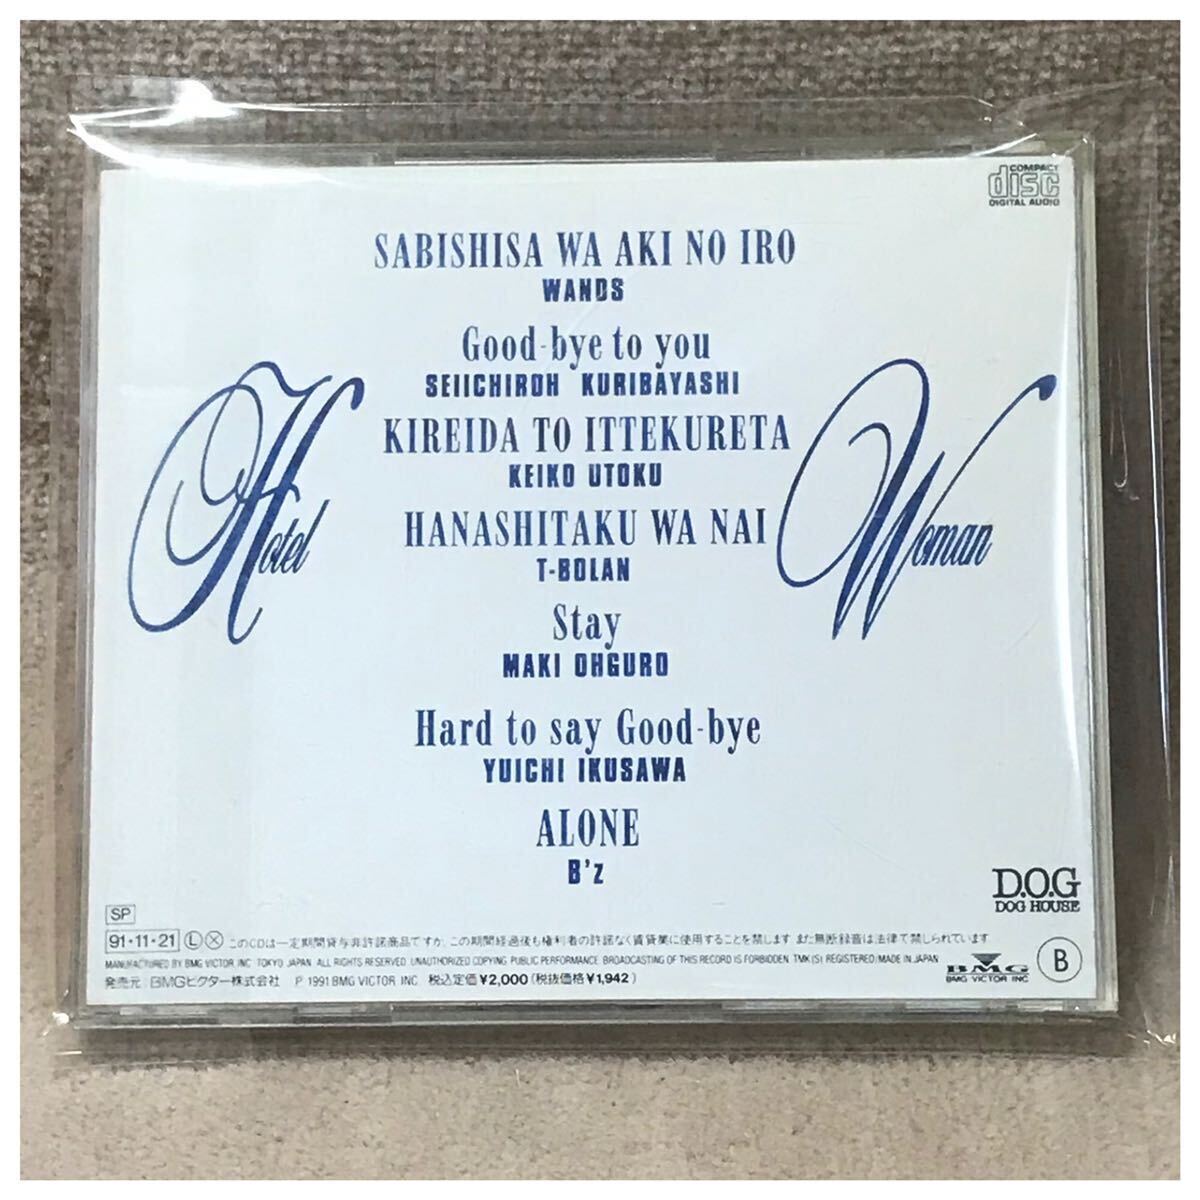 COMPACT
disc
DIGITAL AUDIO
SABISHISA WA AKI NO IRO
WANDS
Good-bye to you
SEIICHIROH KURIBAYASHI
KIREIDA TO ITTEKURETA
KEIKO UTOKU
HANASHITAKU WA NAI
T-BOLAN
Hotel
Woman
Stay
MAKI OHGURO
Hard to say Good-bye
YUICHI IKUSAWA
ALONE
B'z
D.O.G
DOG HOUSE
SP
91・11・21 Ⓛ Ⓧ このCDは一定期間貸与非許諾商品ですが、この期間経過後も権利者の許諾なく賃貸業に使用することを禁します。また無断録音は法律で禁しられています
MANUFACTURED BY BMG VICTOR INC. TOKYO JAPAN. ALL RIGHTS RESERVED. UNAUTHORIZED COPYING PUBLIC PERFORMANCE BROADCASTING OF THIS RECORD IS FORBIDDEN. TMK(S) REGISTERED/MADE IN JAPAN
発売元:BMGビクター株式会社 P 1991 BMG VICTOR INC. 税込定価¥2,000(税抜価格¥1,942)
BMG
BMG VICTOR INC
B